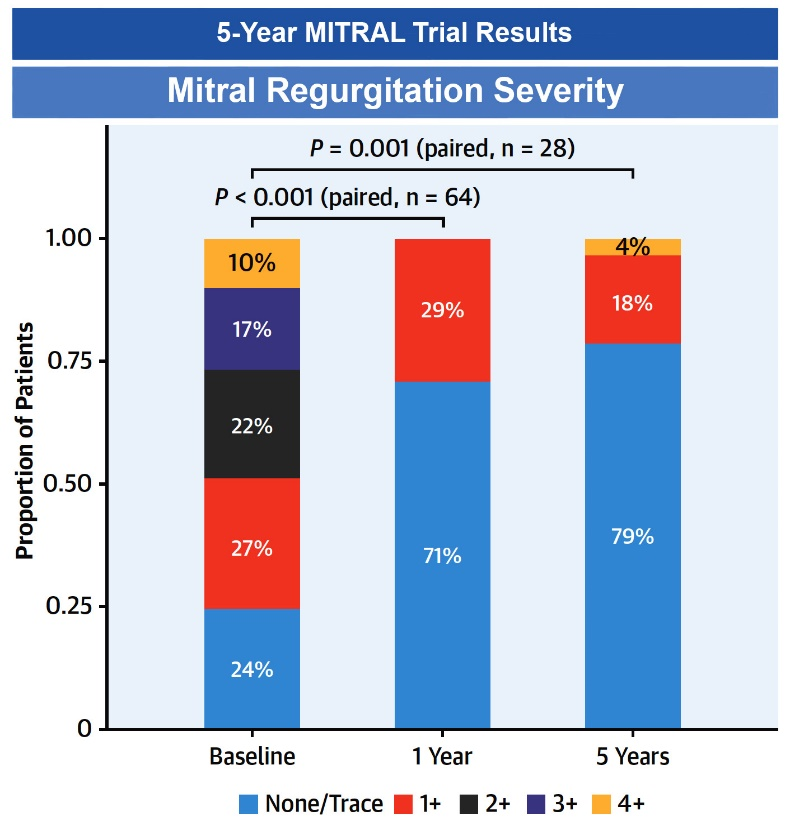 5-Year MITRAL Trial Results
Mitral Regurgitation Severity
P = 0.001 (paired, n = 28)
P < 0.001 (paired, n = 64)
Proportion of Patients
1.00
0.75
0.50
0.25
0
10%
17%
22%
27%
24%
29%
71%
4%
18%
79%
Baseline
1 Year
5 Years
None/Trace 1+ 2+ 3+ 4+